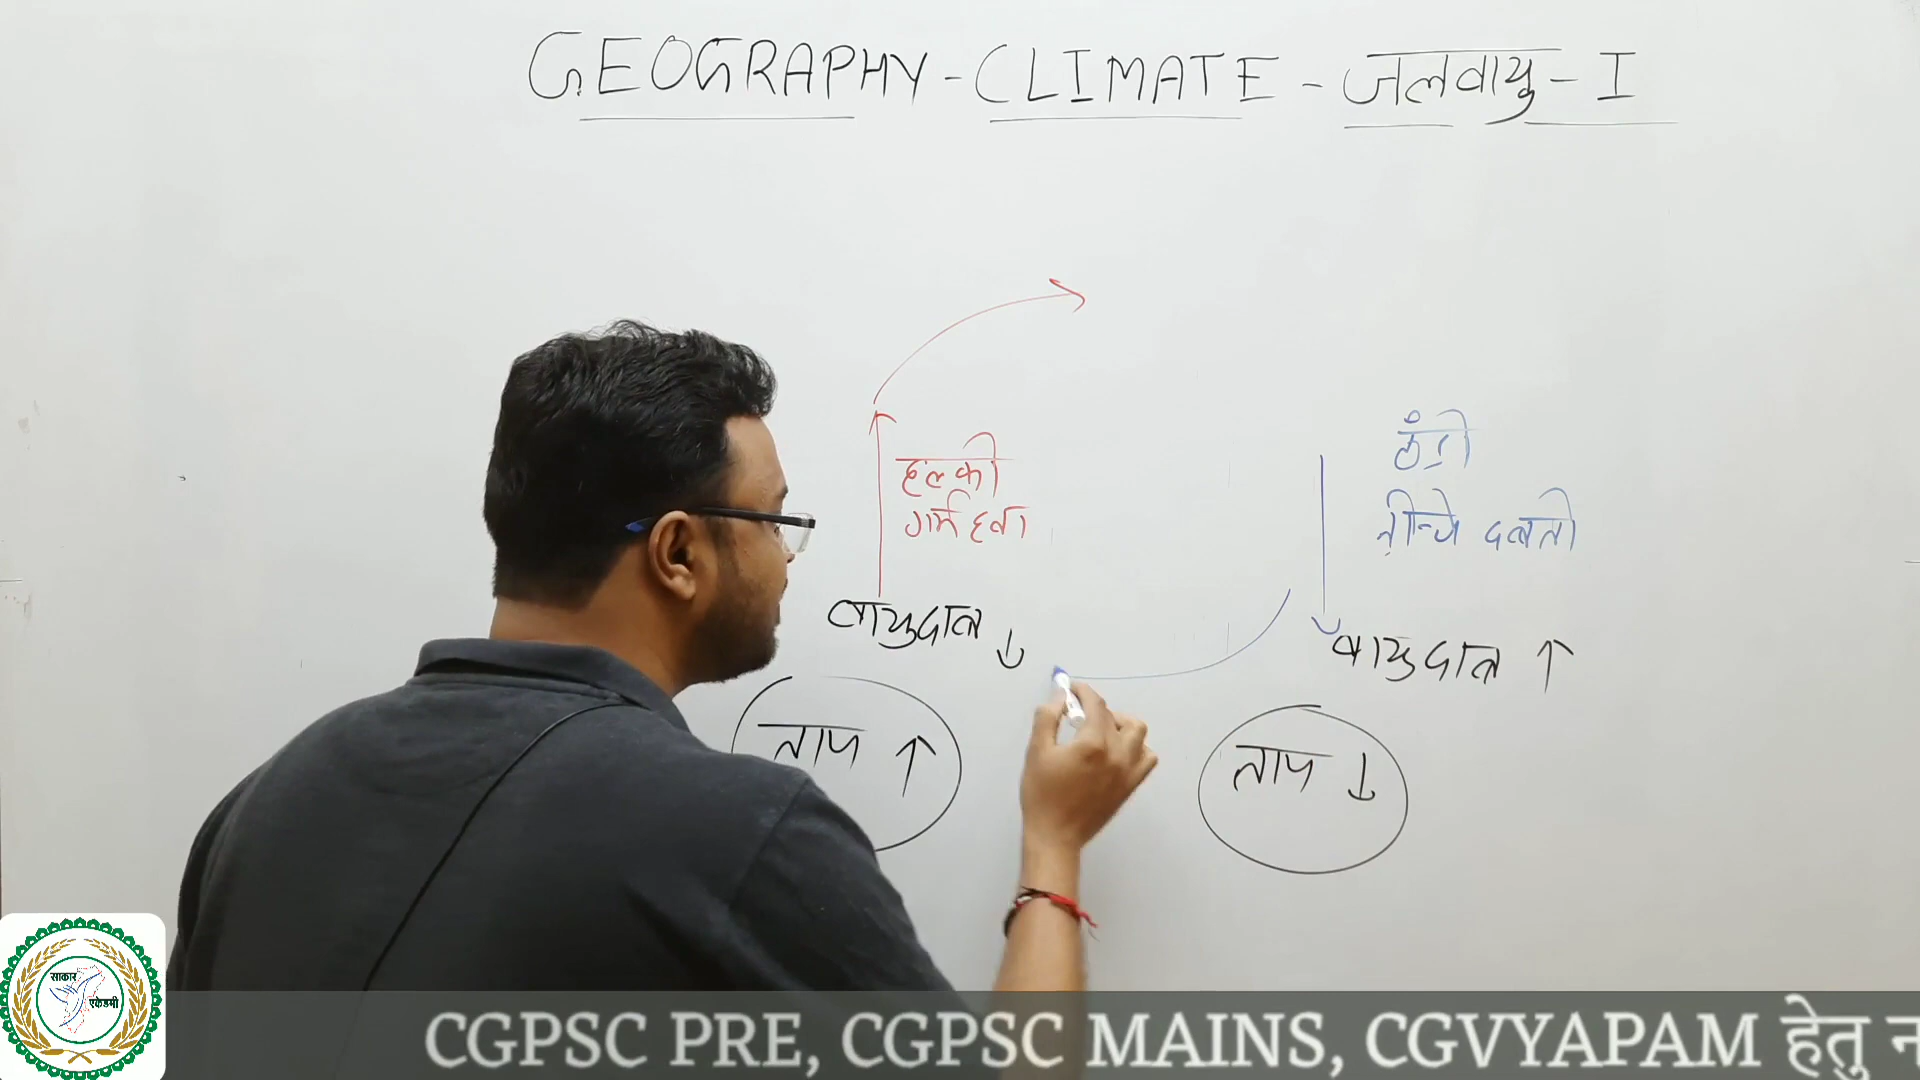 GEOGRAPHY - CLIMATE - जलवायु - I
हल्की
गर्म हवा
ठंडी
नीचे दबती
वायुदाब ↓
वायुदाब ↑
ताप ↑
ताप ↓
साकार
एकेडमी
CGPSC PRE, CGPSC MAINS, CGVYAPAM हेतु न